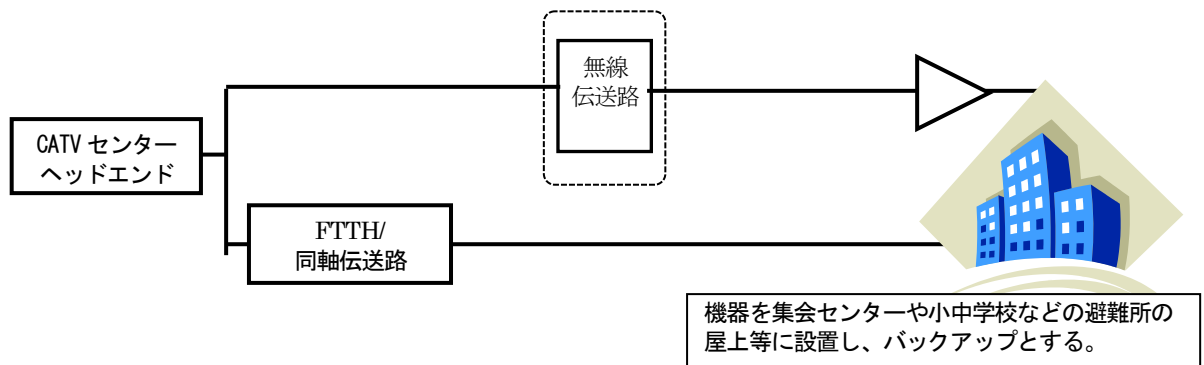 無線
伝送路
CATV センター
ヘッドエンド
FTTH/
同軸伝送路
機器を集会センターや小中学校などの避難所の
屋上等に設置し、バックアップとする。